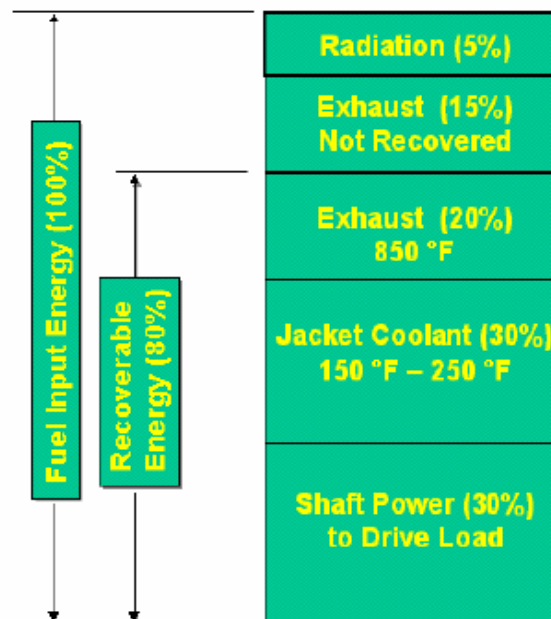 Fuel Input Energy (100%)
Recoverable
Energy (80%)
Radiation (5%)
Exhaust (15%)
Not Recovered
Exhaust (20%)
850 °F
Jacket Coolant (30%)
150 °F – 250 °F
Shaft Power (30%)
to Drive Load